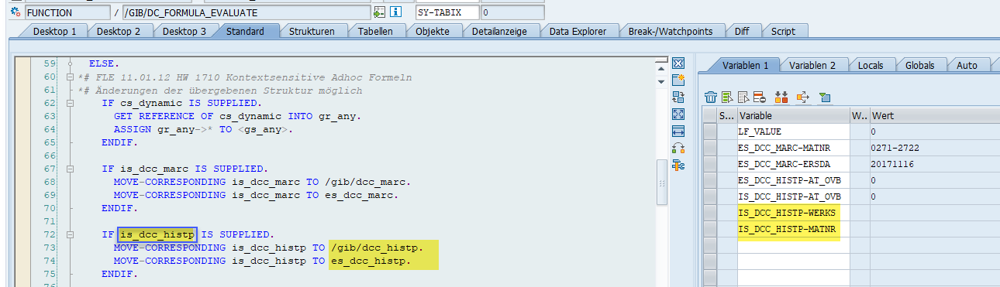 FUNCTION / /GIB/DC_FORMULA_EVALUATE SY-TABIX 0
Desktop 1 Desktop 2 Desktop 3 Standard Strukturen Tabellen Objekte Detailanzeige Data Explorer Break-/Watchpoints Diff Script
59 ELSE.
60 *# FLE 11.01.12 HW 1710 Kontextsensitive Adhoc Formeln
61 *# Änderungen der übergebenen Struktur möglich
62 IF cs_dynamic IS SUPPLIED.
63 GET REFERENCE OF cs_dynamic INTO gr_any.
64 ASSIGN gr_any->* TO <gs_any>.
65 ENDIF.
66
67 IF is_dcc_marc IS SUPPLIED.
68 MOVE-CORRESPONDING is_dcc_marc TO /gib/dcc_marc.
69 MOVE-CORRESPONDING is_dcc_marc TO es_dcc_marc.
70 ENDIF.
71
72 IF is_dcc_histp IS SUPPLIED.
73 MOVE-CORRESPONDING is_dcc_histp TO /gib/dcc_histp.
74 MOVE-CORRESPONDING is_dcc_histp TO es_dcc_histp.
75 ENDIF.
Variablen 1 Variablen 2 Locals Globals Auto
S... Variable W.. Wert
LF_VALUE 0
ES_DCC_MARC-MATNR 0271-2722
ES_DCC_MARC-ERSDA 20171116
ES_DCC_HISTP-AT_OVB 0
IS_DCC_HISTP-AT_OVB 0
IS_DCC_HISTP-WERKS
IS_DCC_HISTP-MATNR